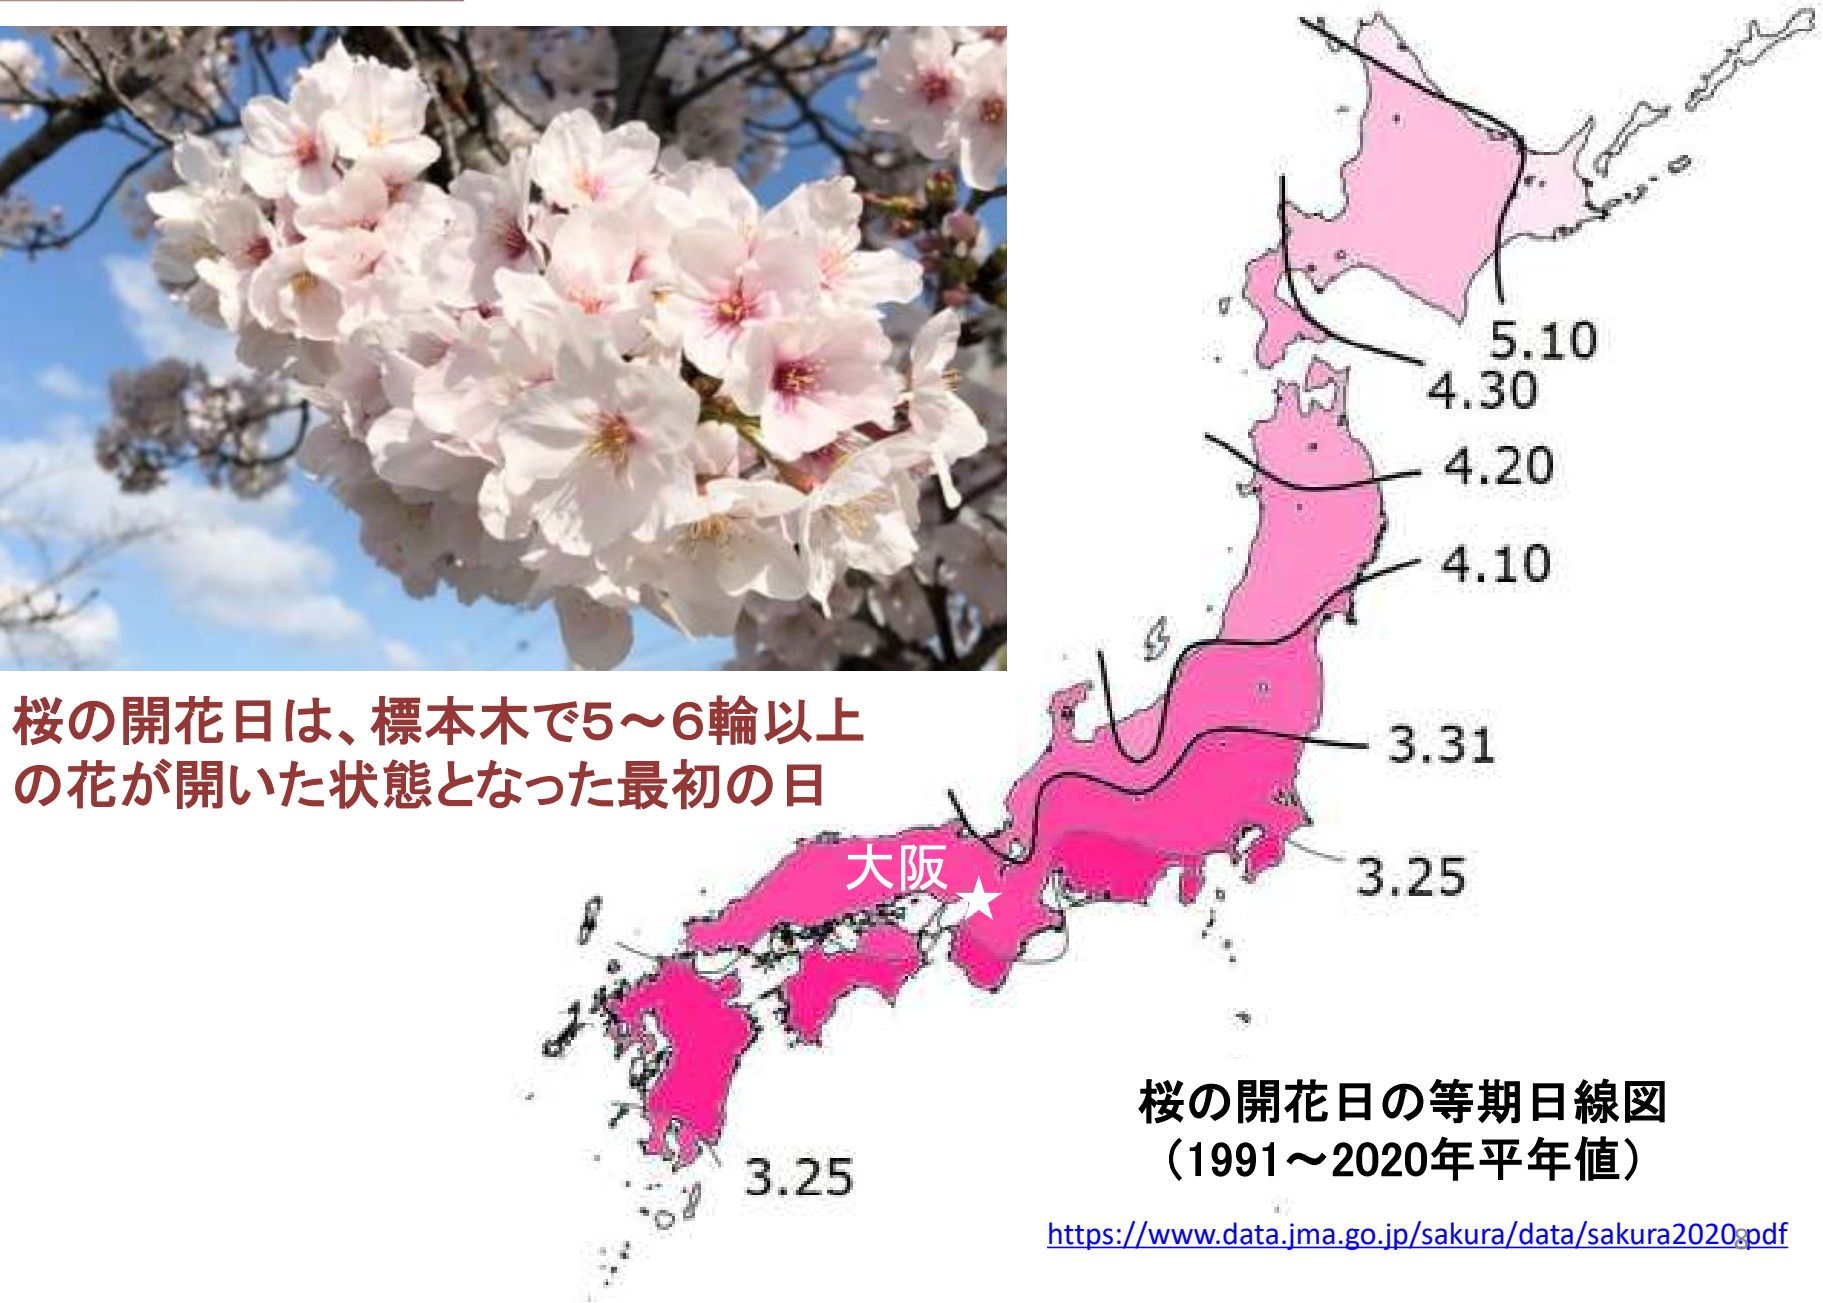 5.10
4.30
4.20
4.10
桜の開花日は、標本木で5～6輪以上
の花が開いた状態となった最初の日
3.31
大阪
3.25
3.25
桜の開花日の等期日線図
（1991～2020年平年値）
https://www.data.jma.go.jp/sakura/data/sakura2020.pdf
8